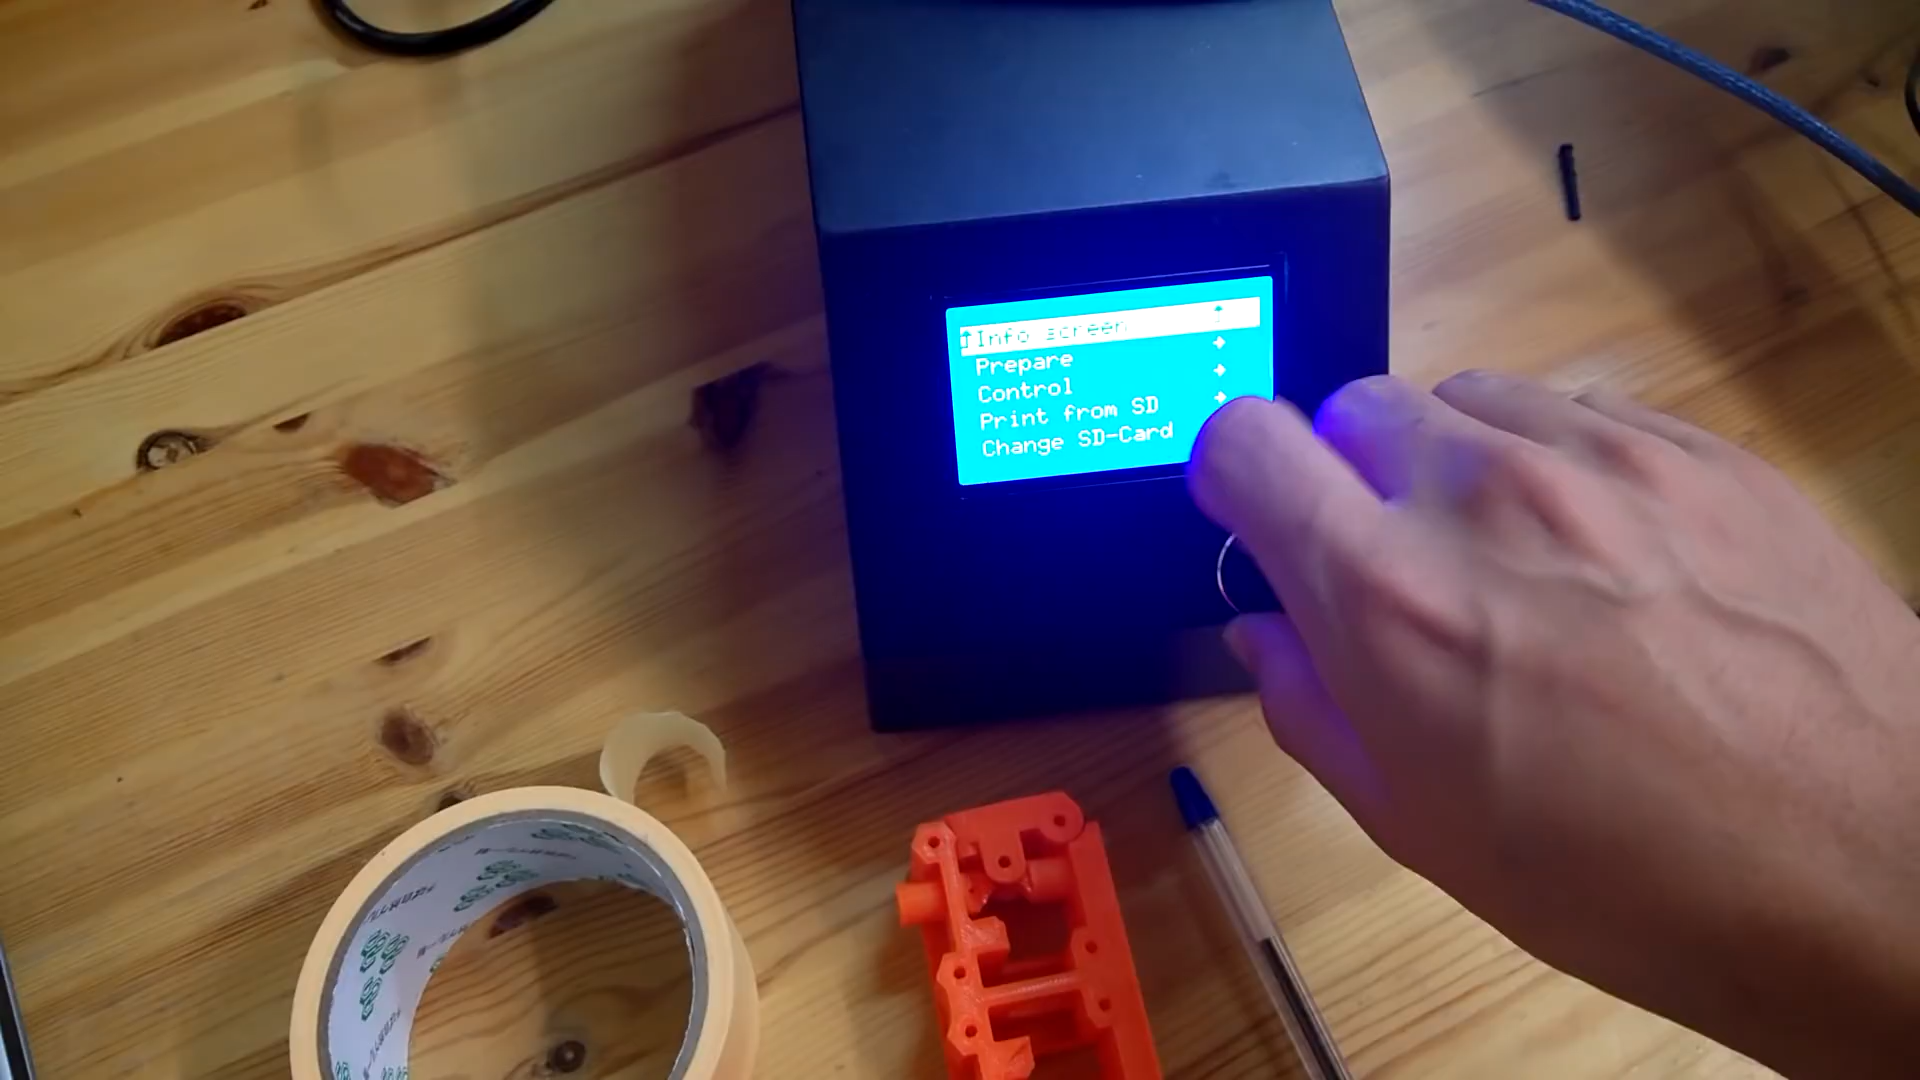 Info screen
Prepare
Control
Print from SD
Change SD-Card